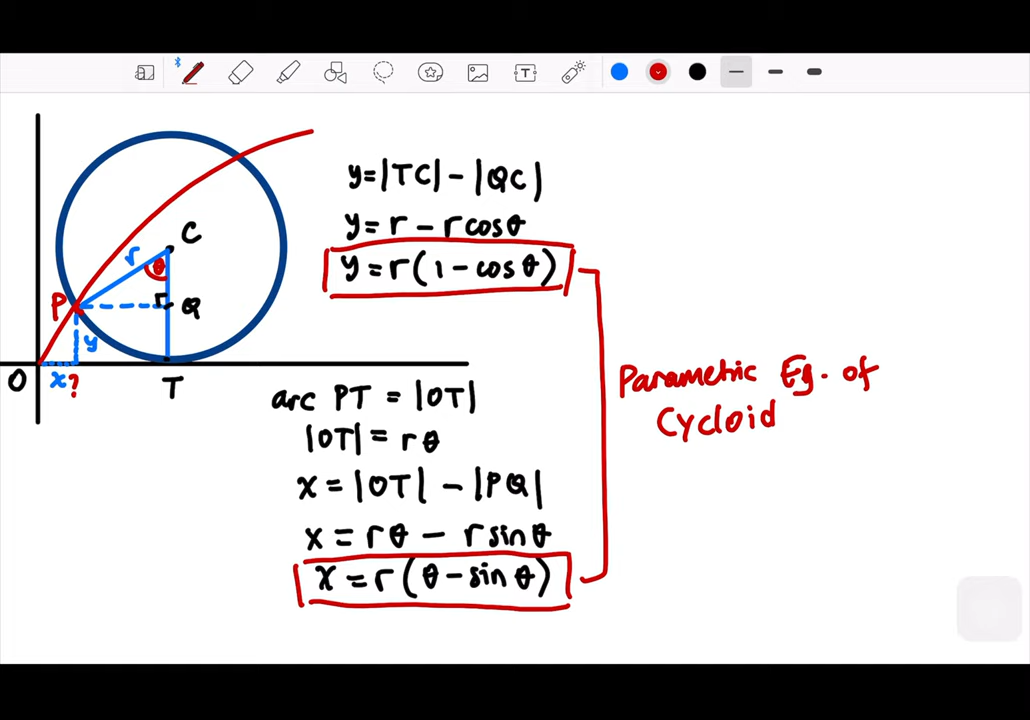 y=|TC| - |QC|
y = r - r cos θ
y = r(1 - cos θ)
C
r
θ
P
Q
y
O
x?
T
arc PT = |OT|
|OT| = rθ
x = |OT| - |PQ|
x = rθ - r sin θ
x = r(θ - sin θ)
Parametric Eq. of
Cycloid
T